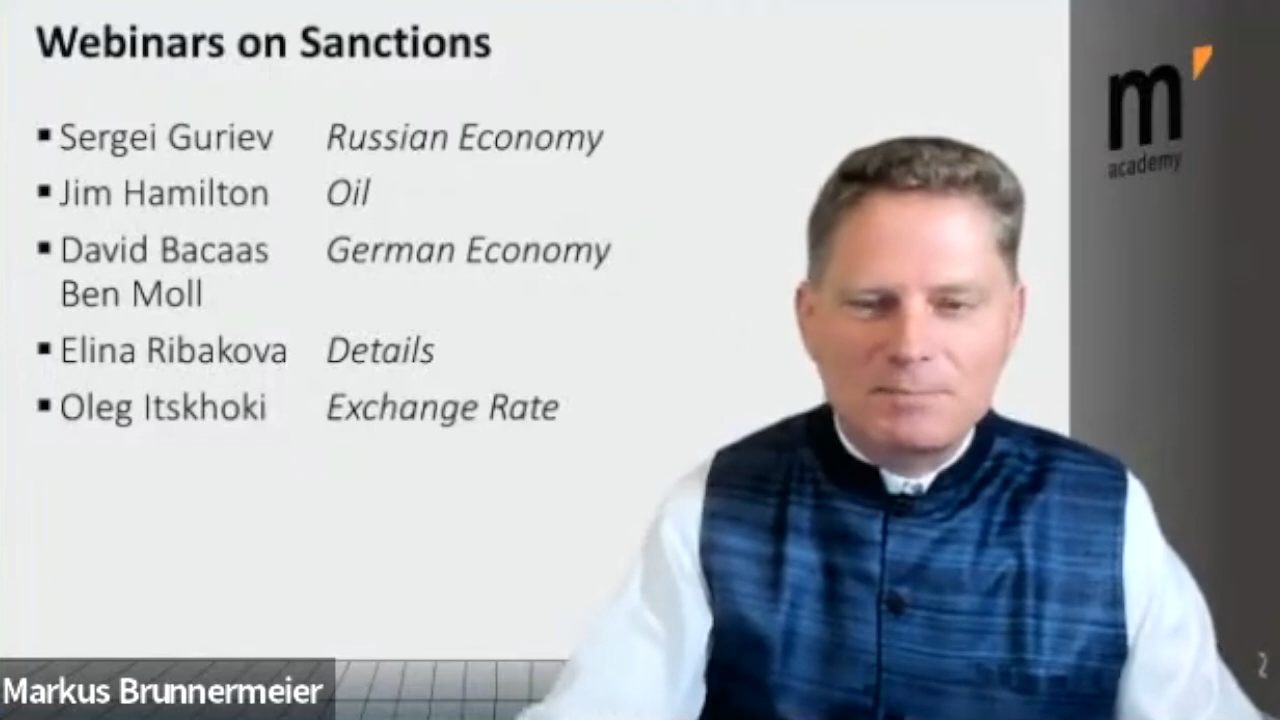 Webinars on Sanctions
▪ Sergei Guriev Russian Economy
▪ Jim Hamilton Oil
▪ David Bacaas German Economy
Ben Moll
▪ Elina Ribakova Details
▪ Oleg Itskhoki Exchange Rate
m'
academy
2
Markus Brunnermeier